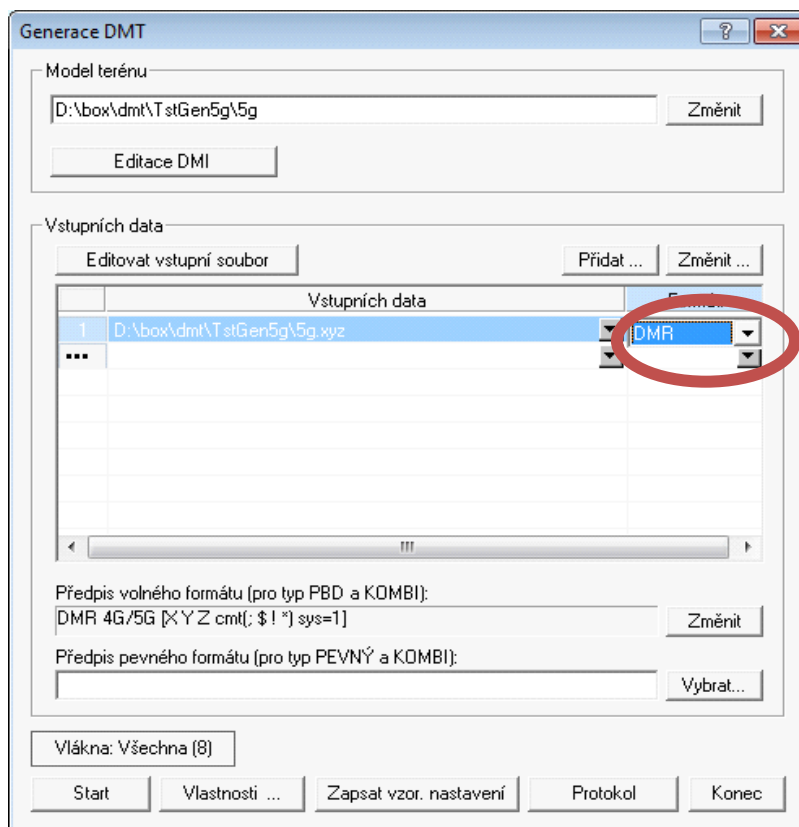 Generace DMT
Model terénu
D:\box\dmt\TstGen5g\5g
Změnit
Editace DMI
Vstupních data
Editovat vstupní soubor
Přidat ...
Změnit ...
Vstupních data
1 D:\box\dmt\TstGen5g\5g.xyz DMR
Předpis volného formátu (pro typ PBD a KOMBI):
DMR 4G/5G [X Y Z cmt(; $ ! *) sys=1]
Změnit
Předpis pevného formátu (pro typ PEVNÝ a KOMBI):
Vybrat...
Vlákna: Všechna (8)
Start
Vlastnosti ...
Zapsat vzor. nastavení
Protokol
Konec